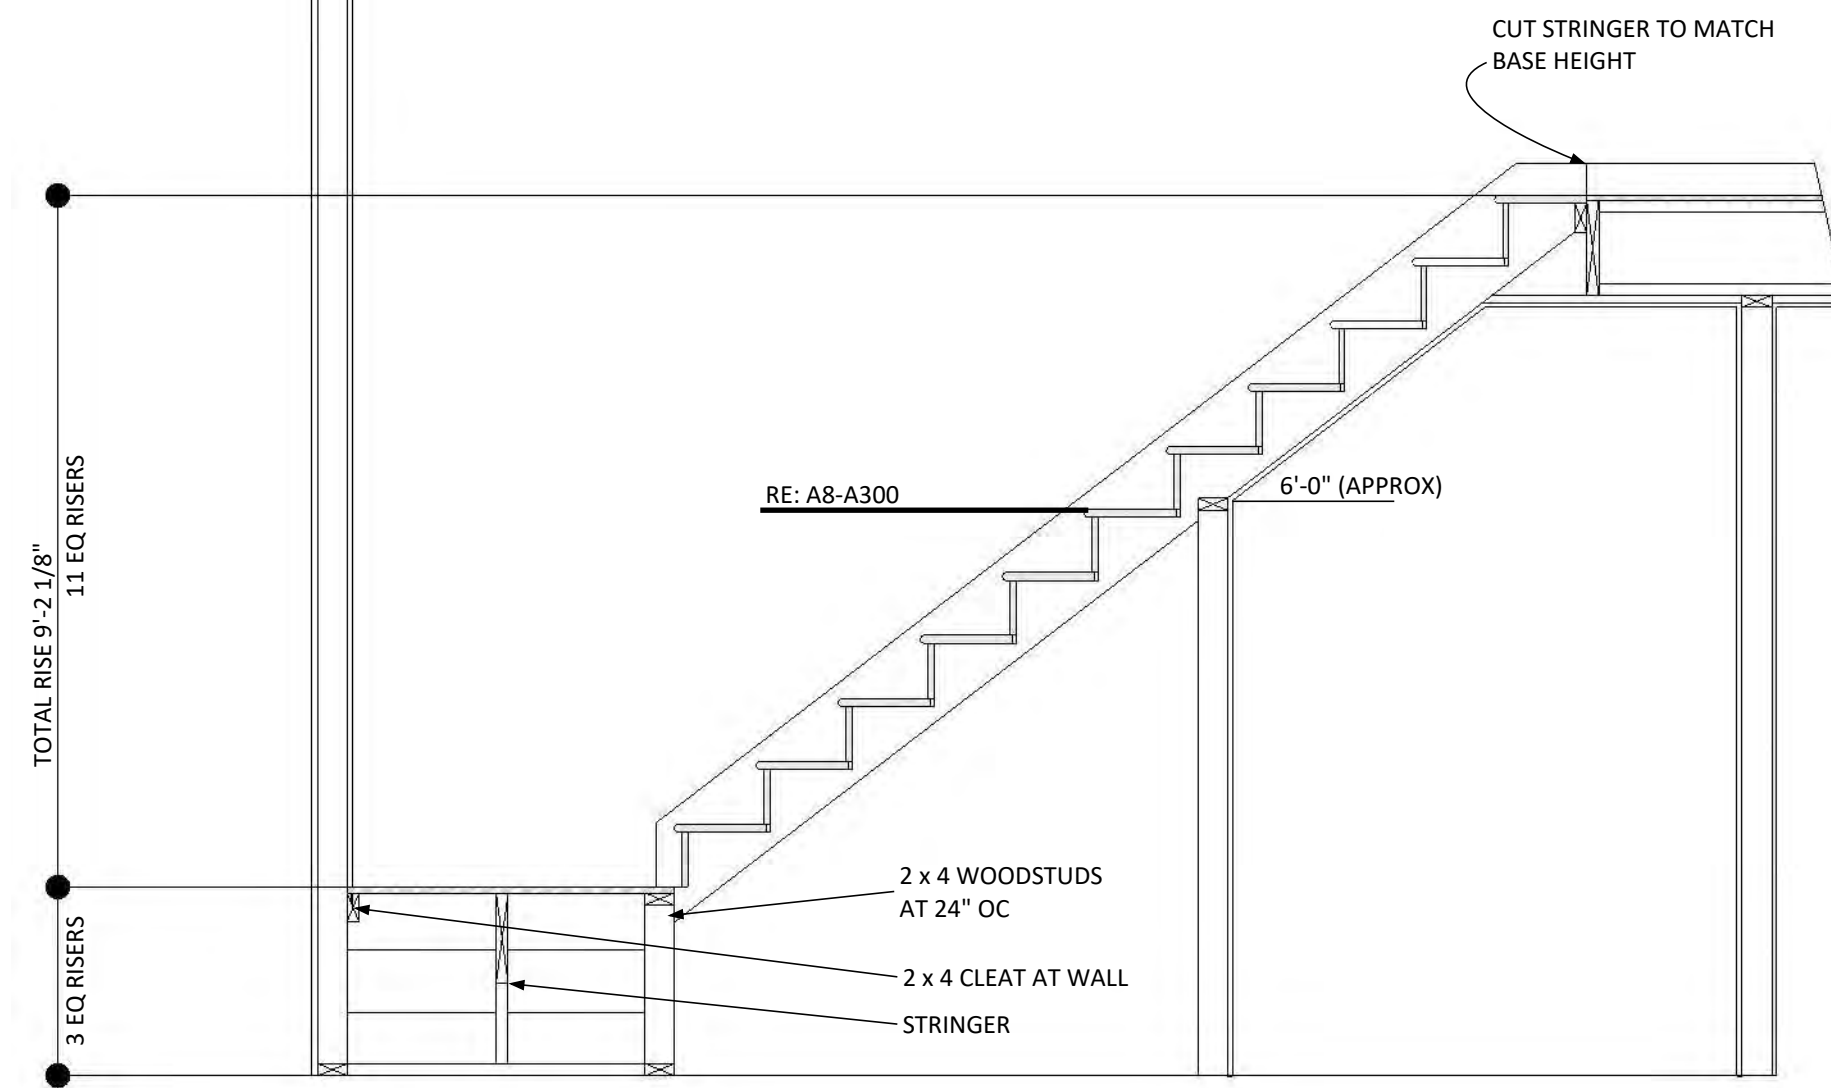 CUT STRINGER TO MATCH
BASE HEIGHT
TOTAL RISE 9'-2 1/8"
11 EQ RISERS
RE: A8-A300
6'-0" (APPROX)
2 x 4 WOODSTUDS
AT 24" OC
3 EQ RISERS
2 x 4 CLEAT AT WALL
STRINGER